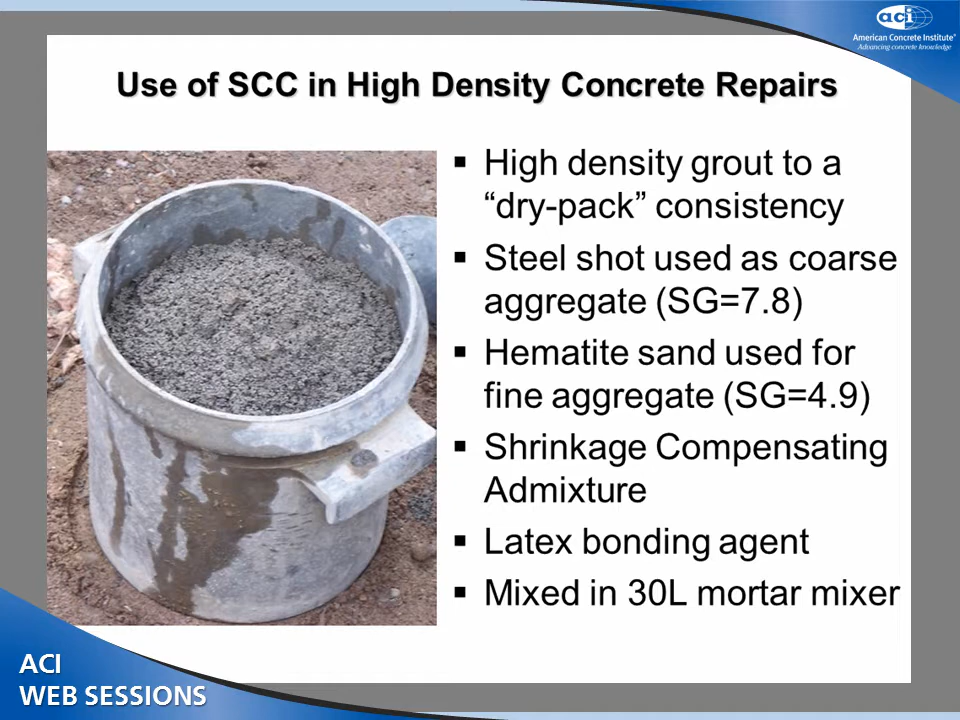 aci
American Concrete Institute®
Advancing concrete knowledge
Use of SCC in High Density Concrete Repairs
▪ High density grout to a
“dry-pack” consistency
▪ Steel shot used as coarse
aggregate (SG=7.8)
▪ Hematite sand used for
fine aggregate (SG=4.9)
▪ Shrinkage Compensating
Admixture
▪ Latex bonding agent
▪ Mixed in 30L mortar mixer
ACI
WEB SESSIONS